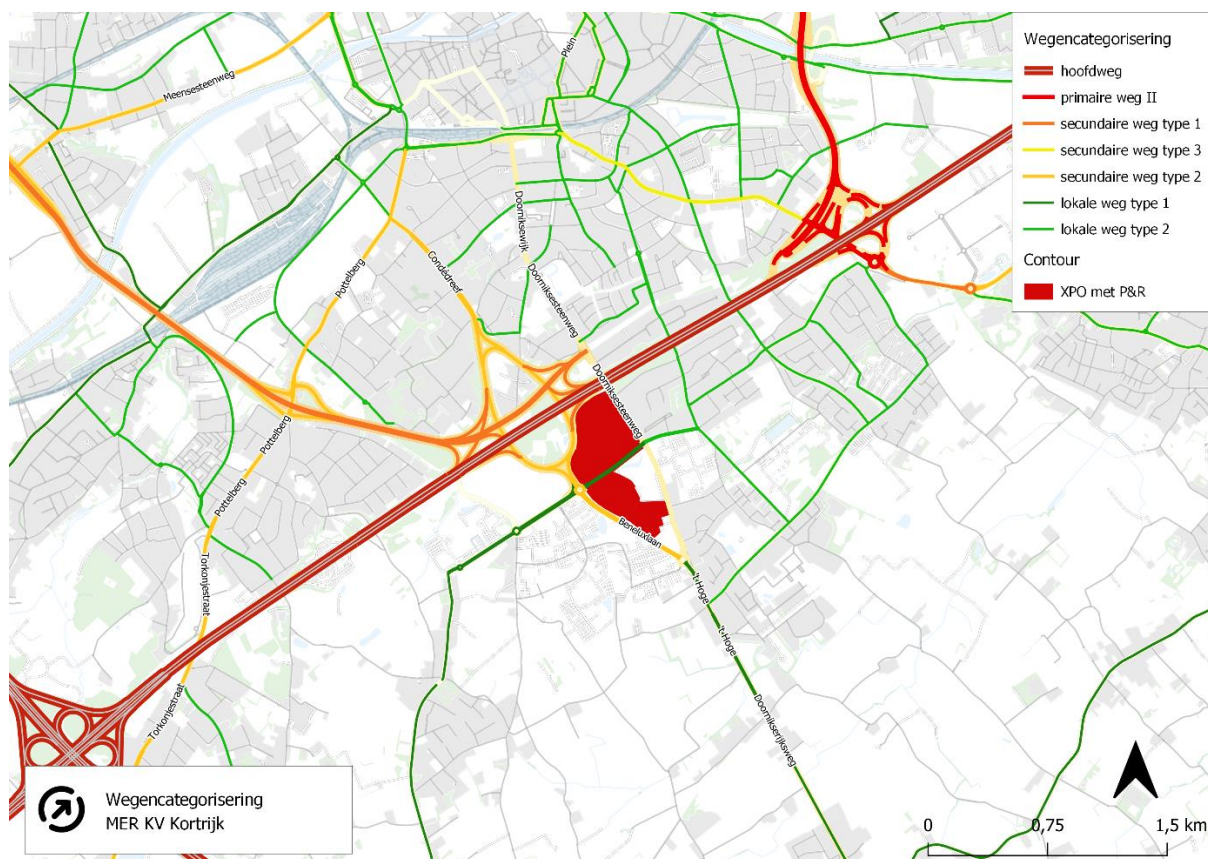 Wegencategorisering
hoofdweg
primaire weg II
secundaire weg type 1
secundaire weg type 3
secundaire weg type 2
lokale weg type 1
lokale weg type 2
Contour
XPO met P&R
Plein
Meensesteenweg
Doorniksewijk
Pottelberg
Condédreef
Doorniksesteenweg
Doorniksesteenweg
Pottelberg
Pottelberg
Beneluxlaan
Torkonjestraat
't Hoge
't Hoge
Torkonjestraat
Doornikserijksweg
Wegencategorisering
MER KV Kortrijk
0 0,75 1,5 km